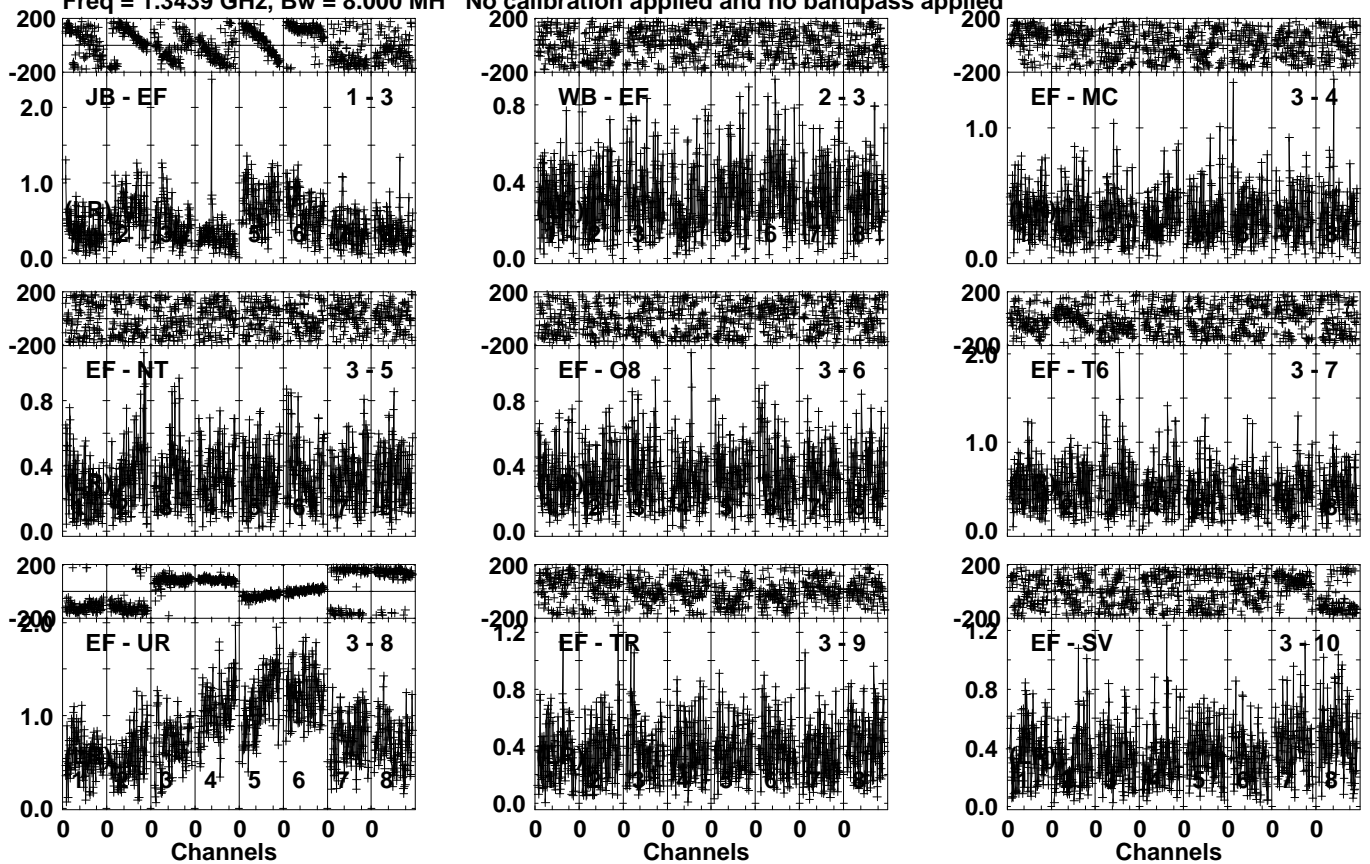 Freq = 1.3439 GHz, Bw = 8.000 MH No calibration applied and no bandpass applied
200 200 200
-200 -200 -200
JB - EF 1 - 3 WB - EF 2 - 3 EF - MC 3 - 4
2.0 0.8 1.0
1.0 0.4
0.0 0.0 0.0
200 200 200
-200 -200 -200
2.0
EF - NT 3 - 5 EF - O8 3 - 6 EF - T6 3 - 7
0.8 0.8 1.0
0.4 0.4
0.0 0.0 0.0
200 200 200
-200 -200 -200
2.0 1.2 1.2
EF - UR 3 - 8 EF - TR 3 - 9 EF - SV 3 - 10
1.0 0.8 0.8
0.4 0.4
1 2 3 4 5 6 7 8
0.0 0.0 0.0
0 0 0 0 0 0 0 0 0 0 0 0 0 0 0 0 0 0 0 0 0 0 0 0
Channels Channels Channels